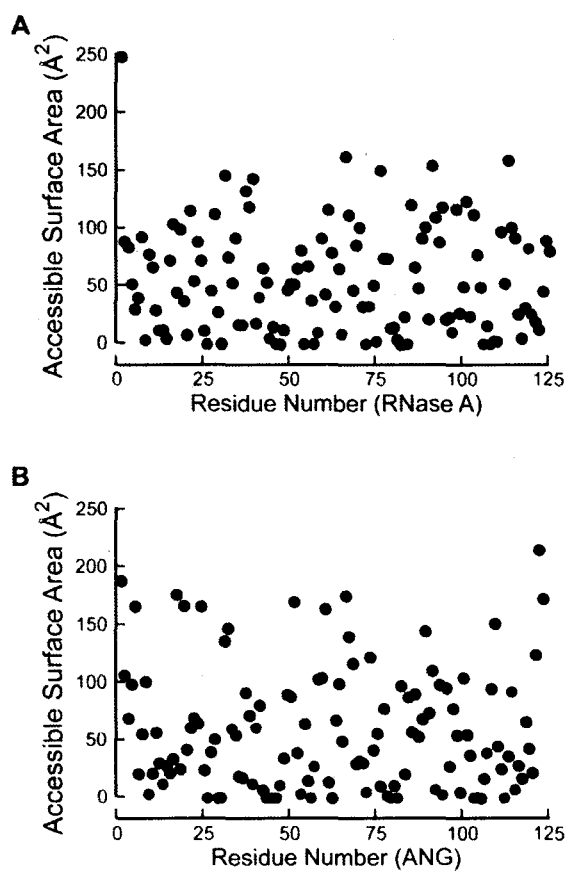 A
Accessible Surface Area (Å²)
250
200
150
100
50
0
0 25 50 75 100 125
Residue Number (RNase A)
B
Accessible Surface Area (Å²)
250
200
150
100
50
0
0 25 50 75 100 125
Residue Number (ANG)